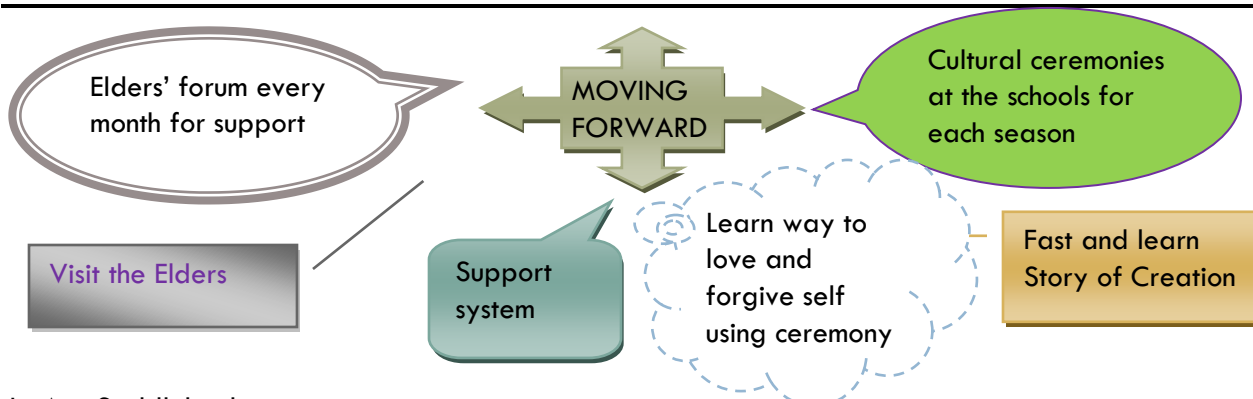 Elders' forum every
month for support
MOVING
FORWARD
Cultural ceremonies
at the schools for
each season
Visit the Elders
Support
system
Learn way to
love and
forgive self
using ceremony
Fast and learn
Story of Creation